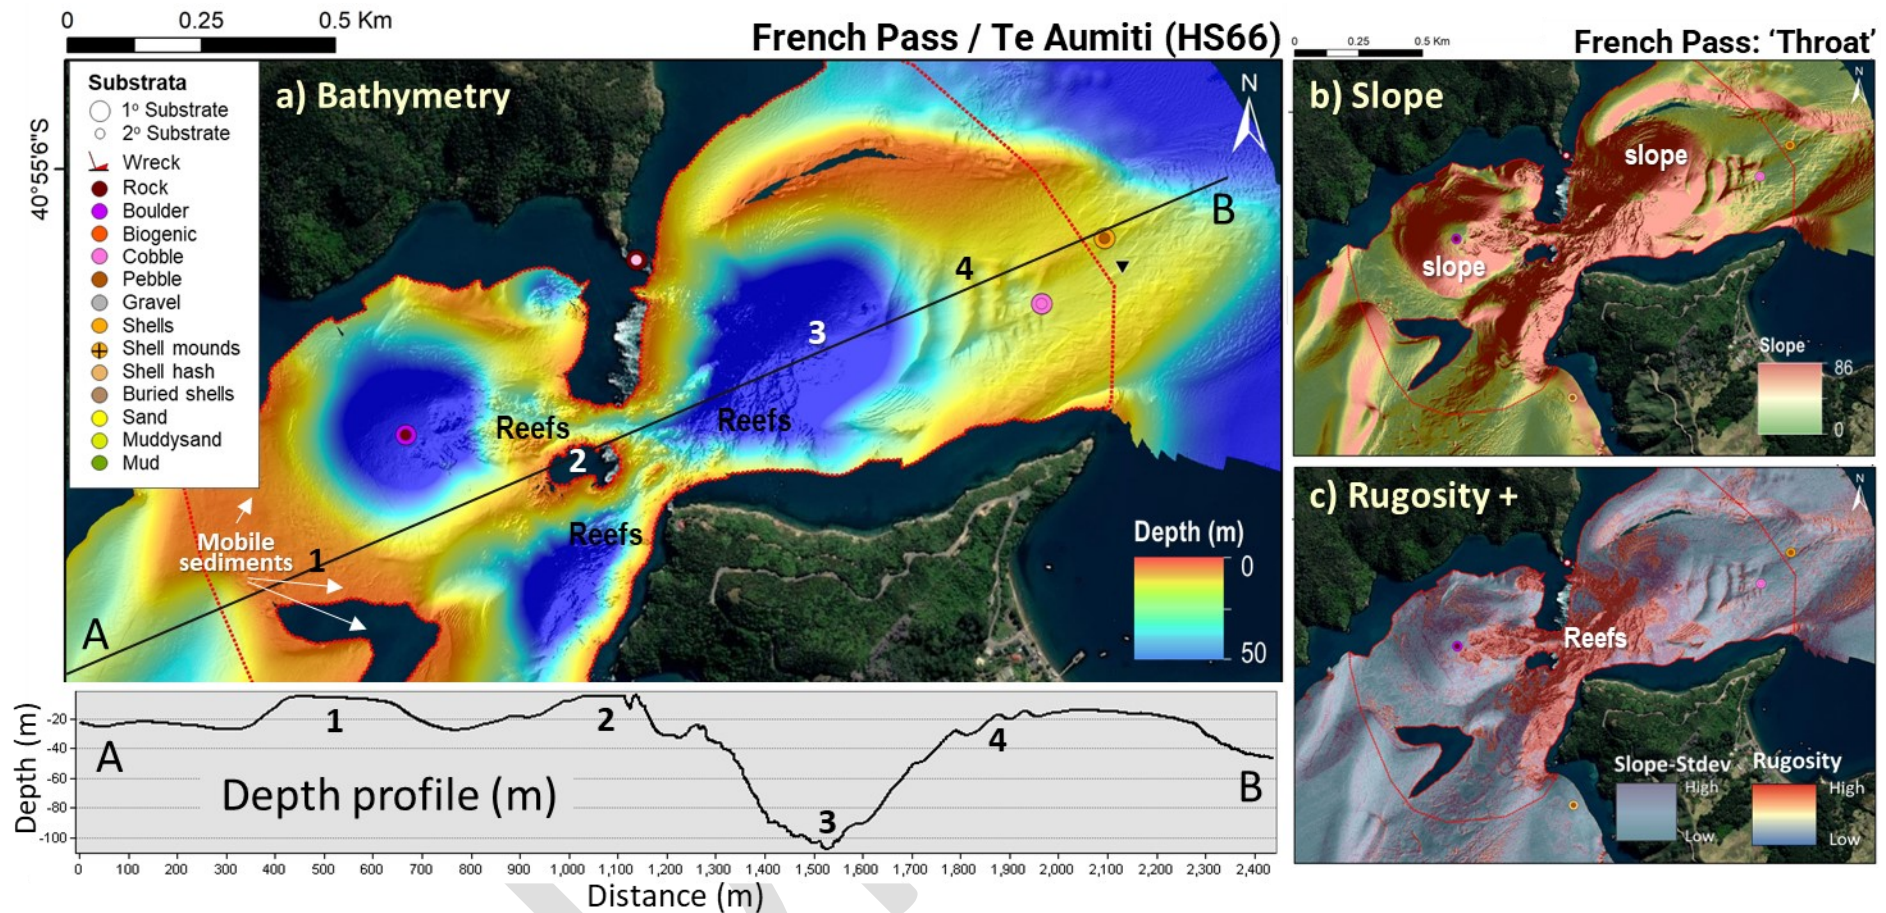 0 0.25 0.5 Km
French Pass / Te Aumiti (HS66)
a) Bathymetry
N
40°55'6"S
Substrata
1º Substrate
2º Substrate
Wreck
Rock
Boulder
Biogenic
Cobble
Pebble
Gravel
Shells
Shell mounds
Shell hash
Buried shells
Sand
Muddysand
Mud
B
4
3
Reefs
Reefs
2
Reefs
Mobile
sediments
1
A
Depth (m)
0
50
Depth (m)
-20
-40
-60
-80
-100
1
2
4
A
B
Depth profile (m)
3
0 100 200 300 400 500 600 700 800 900 1,000 1,100 1,200 1,300 1,400 1,500 1,600 1,700 1,800 1,900 2,000 2,100 2,200 2,300 2,400
Distance (m)
0 0.25 0.5 Km
French Pass: ‘Throat’
b) Slope
N
slope
slope
Slope
86
0
c) Rugosity +
N
Reefs
Slope-Stdev
High
Low
Rugosity
High
Low